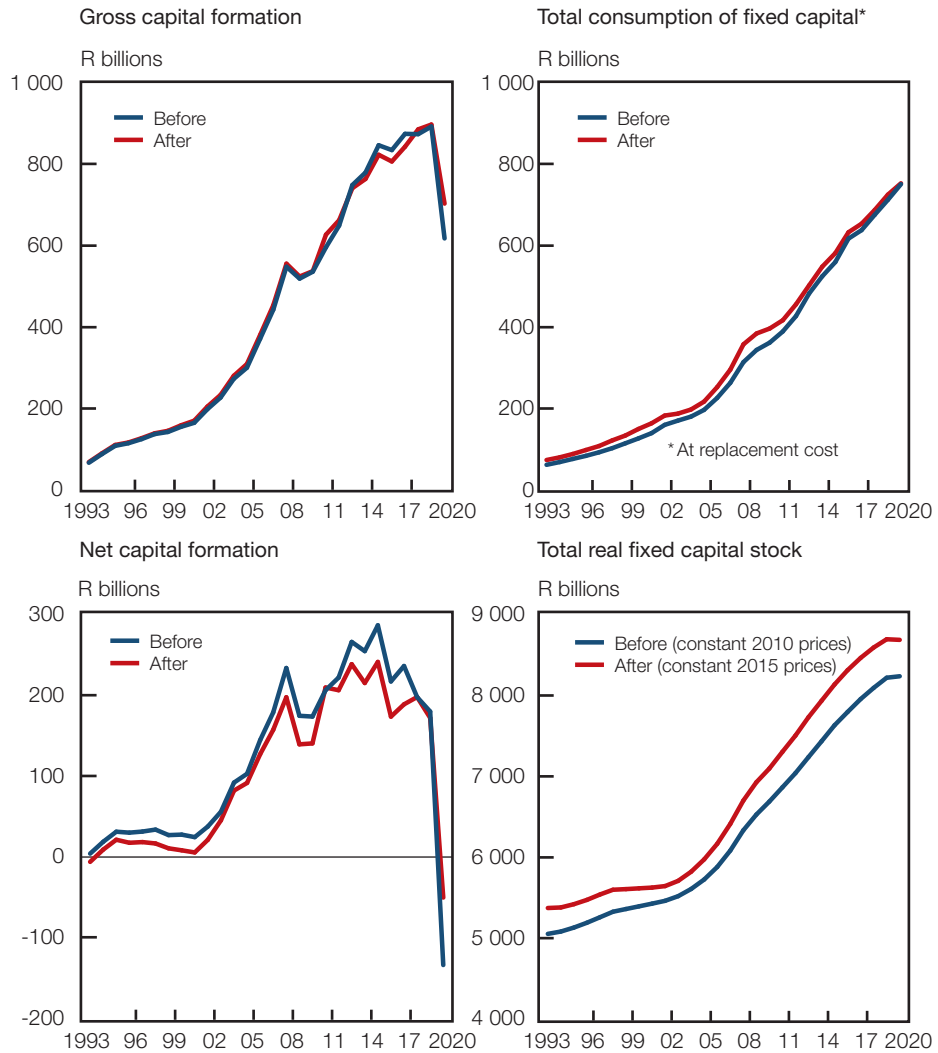 Gross capital formation
R billions
1 000
800
600
400
200
0
Before
After
1993 96 99 02 05 08 11 14 17 2020
Total consumption of fixed capital*
R billions
1 000
800
600
400
200
0
Before
After
* At replacement cost
1993 96 99 02 05 08 11 14 17 2020
Net capital formation
R billions
300
200
100
0
-100
-200
Before
After
1993 96 99 02 05 08 11 14 17 2020
Total real fixed capital stock
R billions
9 000
8 000
7 000
6 000
5 000
4 000
Before (constant 2010 prices)
After (constant 2015 prices)
1993 96 99 02 05 08 11 14 17 2020